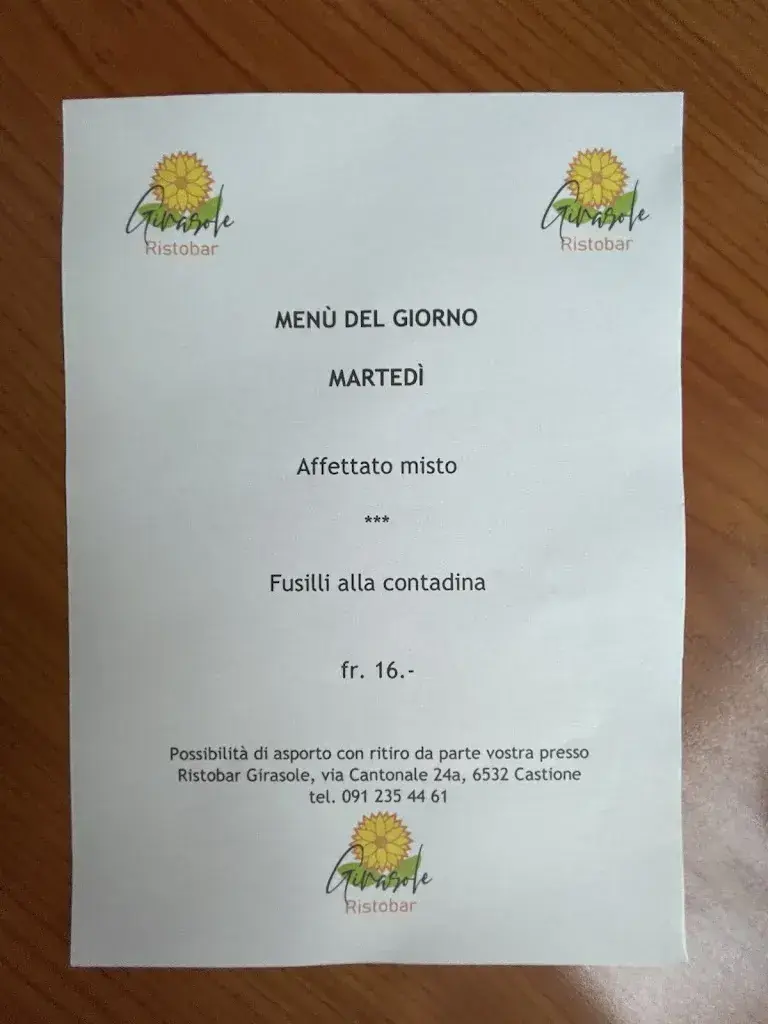 Girasole
Ristobar
Girasole
Ristobar
MENÙ DEL GIORNO
MARTEDÌ
Affettato misto
***
Fusilli alla contadina
fr. 16.-
Possibilità di asporto con ritiro da parte vostra presso
Ristobar Girasole, via Cantonale 24a, 6532 Castione
tel. 091 235 44 61
Girasole
Ristobar